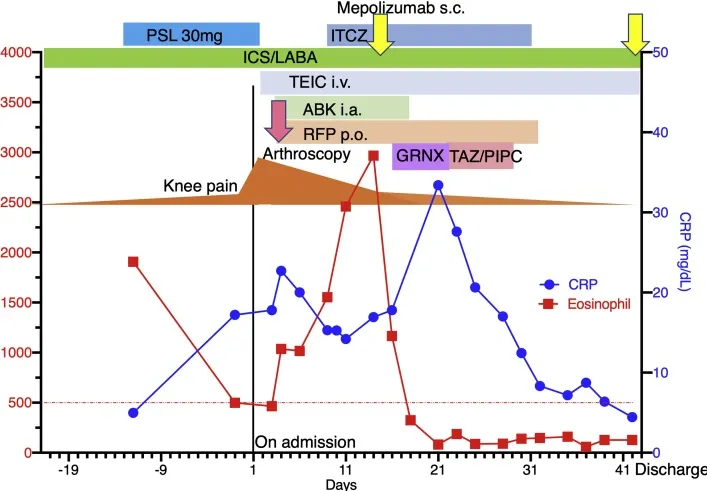 Mepolizumab s.c.
PSL 30mg
ITCZ
ICS/LABA
TEIC i.v.
ABK i.a.
RFP p.o.
Arthroscopy
GRNX
TAZ/PIPC
Knee pain
CRP
Eosinophil
On admission
4000
3500
3000
2500
2000
1500
1000
500
0
50
40
30
20
10
0
CRP (mg/dL)
-19
-9
1
11
21
31
41
Discharge
Days